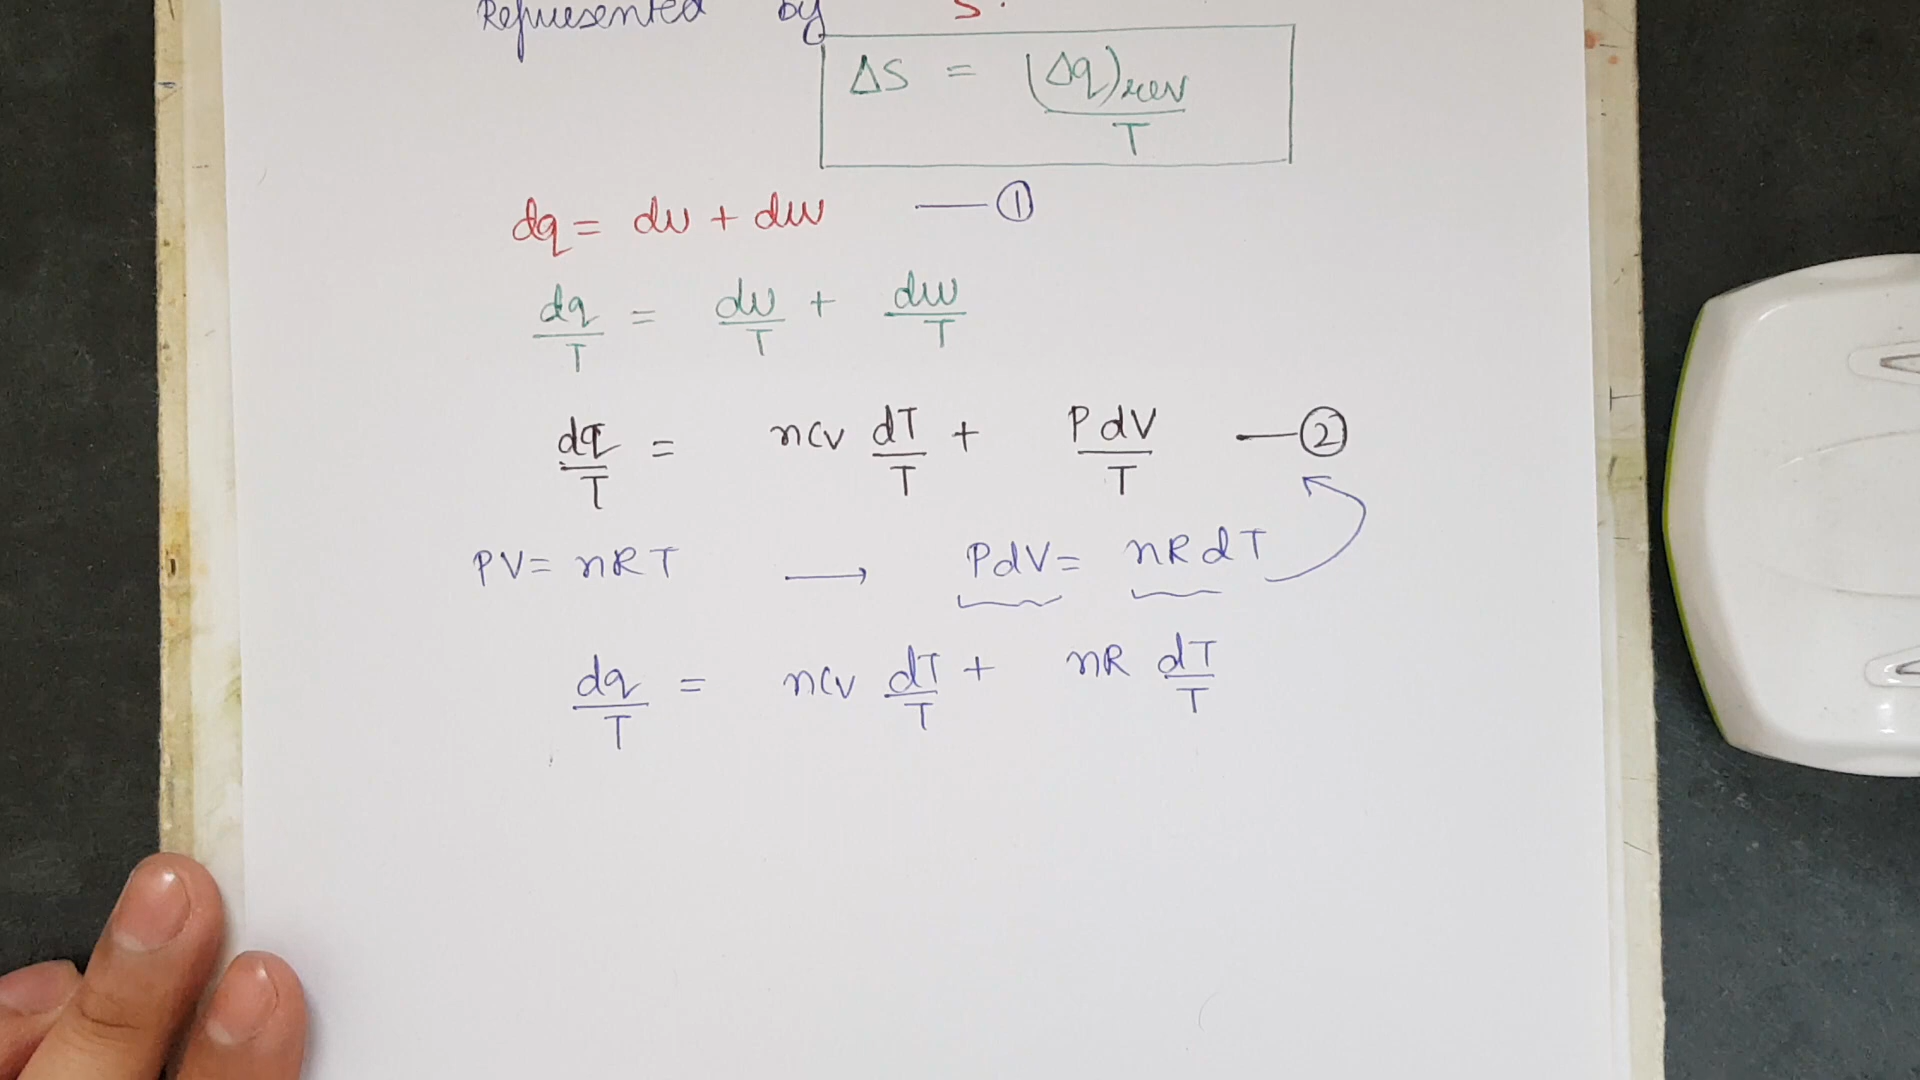 Represented by S.
ΔS = (Δq)rev / T
dq = du + dw —①
dq/T = du/T + dw/T
dq/T = ncv dT/T + PdV/T —②
PV = nRT → PdV = nRdT
dq/T = ncv dT/T + nR dT/T